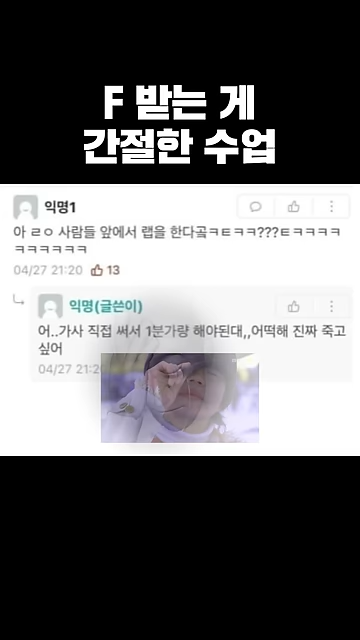 F 받는 게
간절한 수업
익명1
아 ㄹㅇ 사람들 앞에서 랩을 한다곸ㅋㅌㅋㅋ???ㅌㅋㅋㅋㅋ
ㅋㅋㅋㅋㅋㅋ
04/27 21:20 13
익명(글쓴이)
어..가사 직접 써서 1분가량 해야된대,,어떡해 진짜 죽고
싶어
04/27 21:2